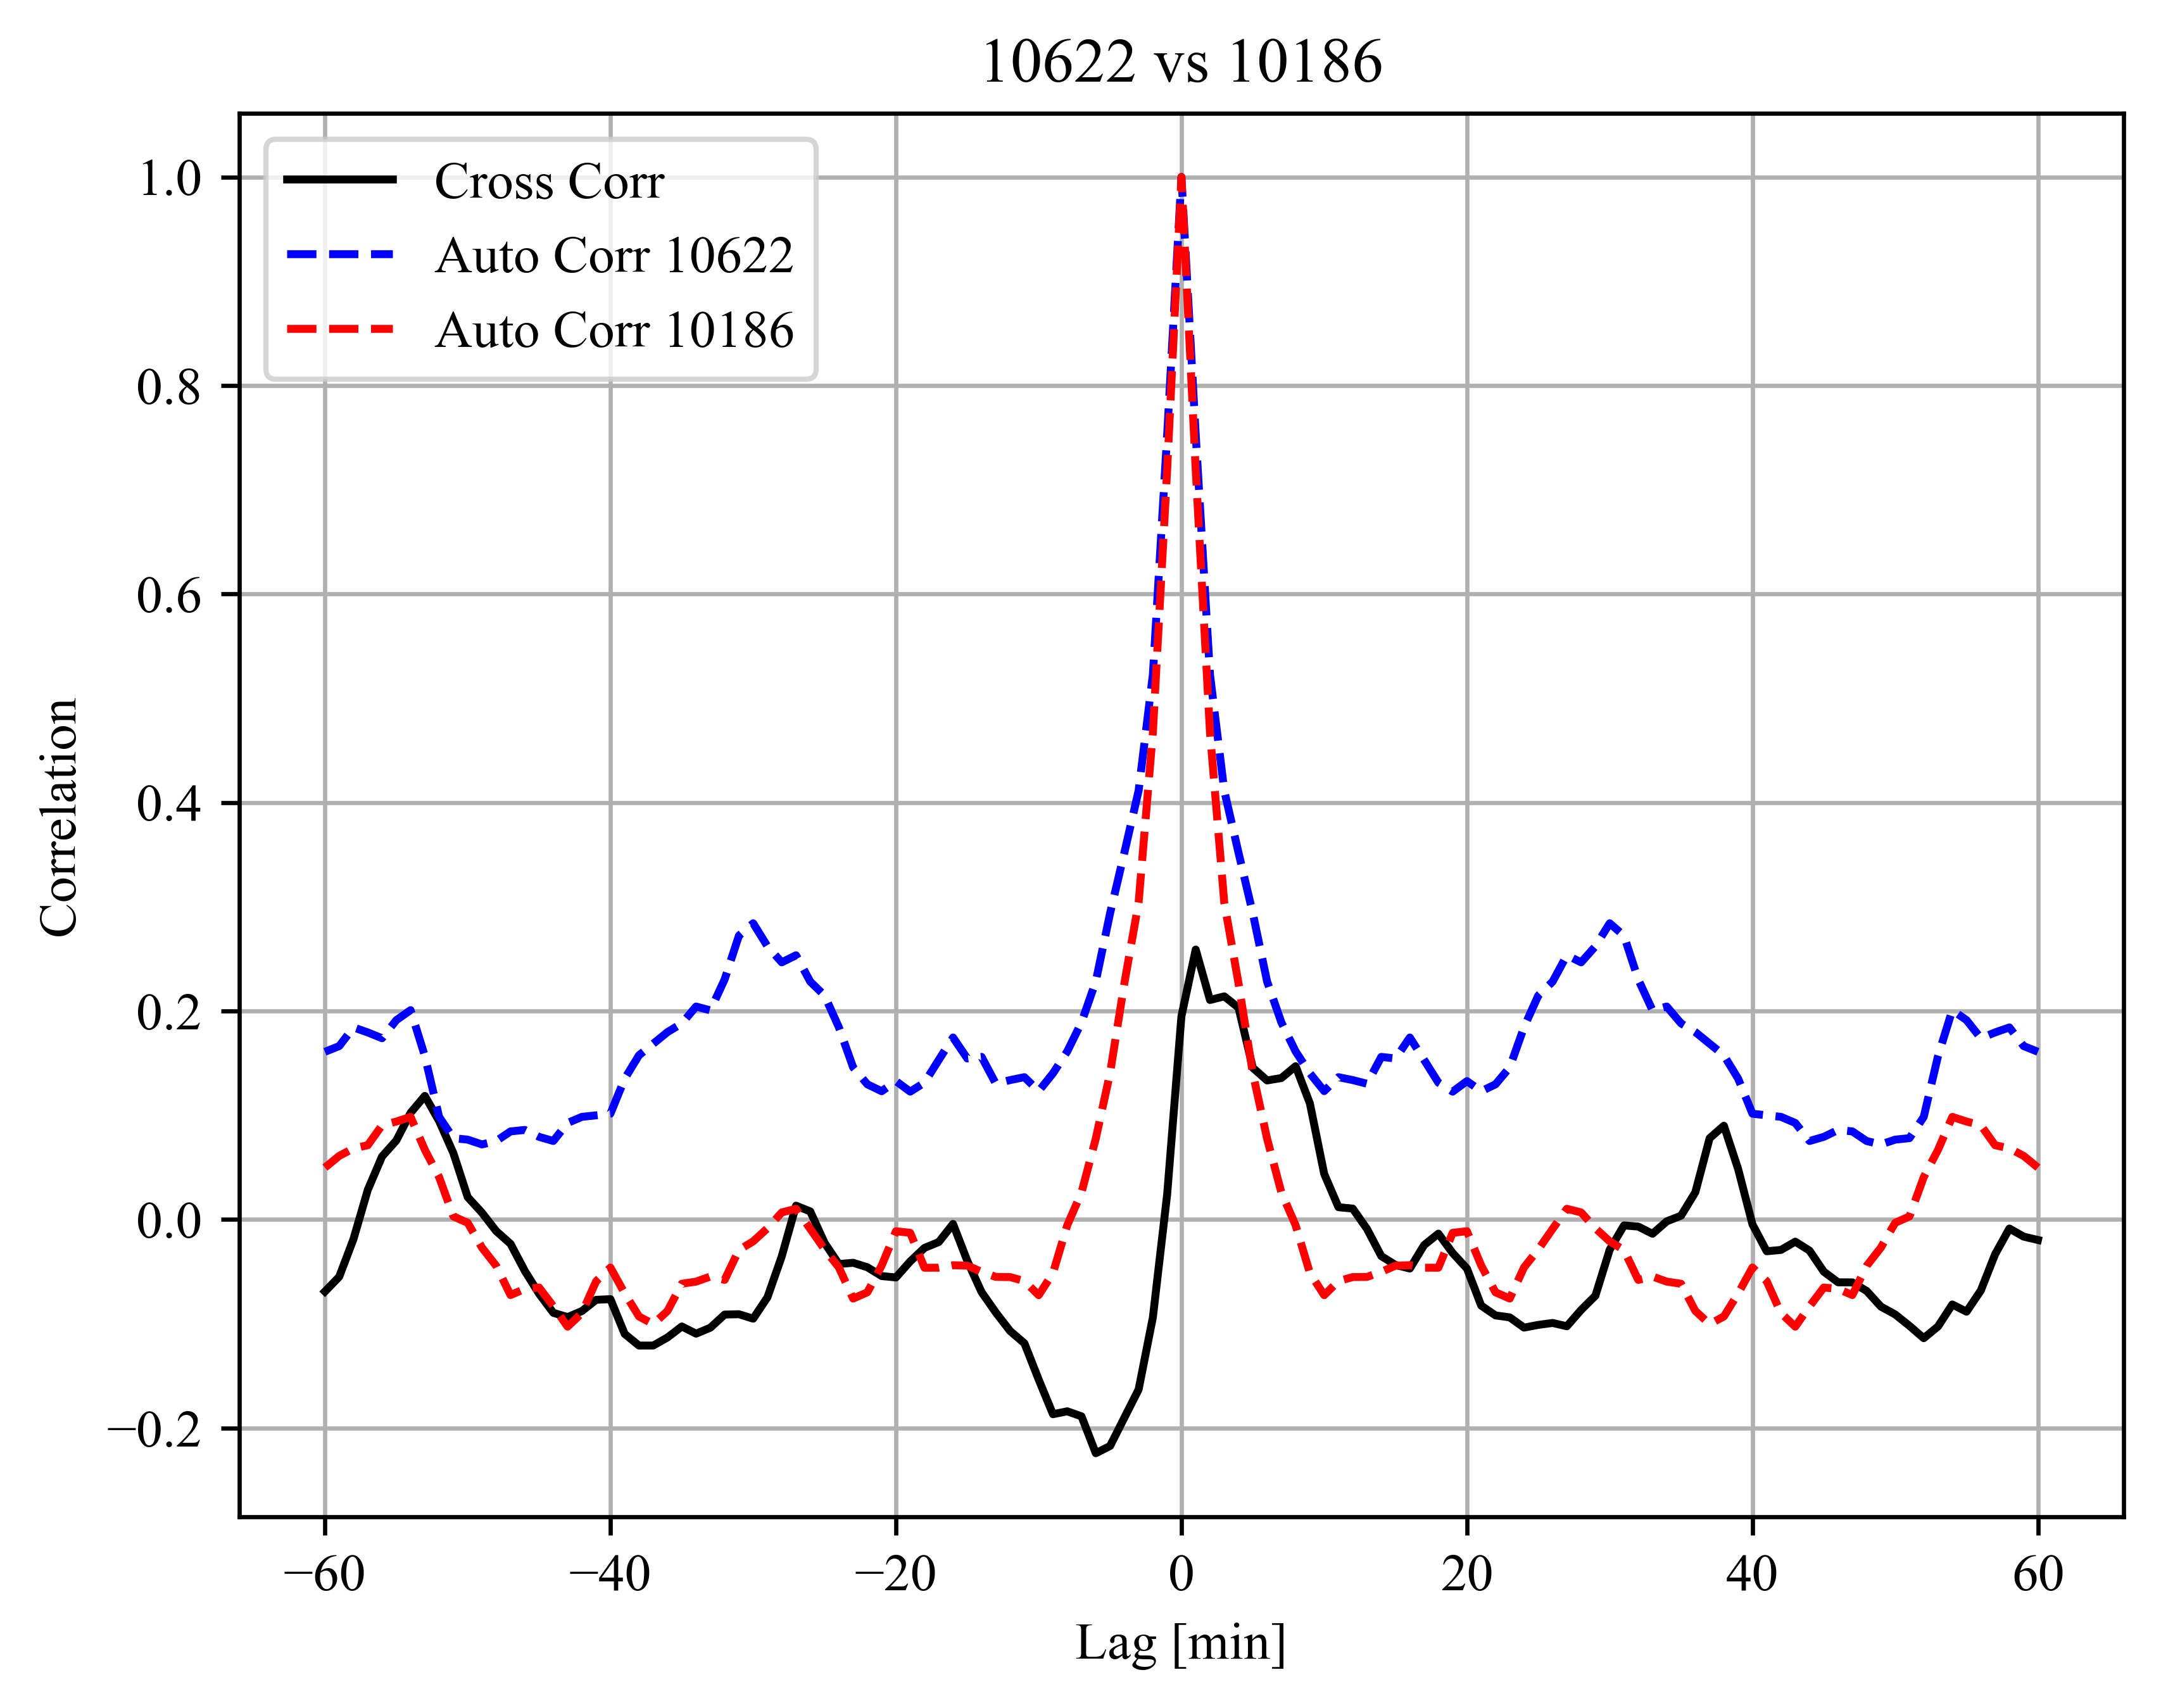 10622 vs 10186
Cross Corr
Auto Corr 10622
Auto Corr 10186
1.0
0.8
0.6
0.4
0.2
0.0
−0.2
Correlation
−60
−40
−20
0
20
40
60
Lag [min]